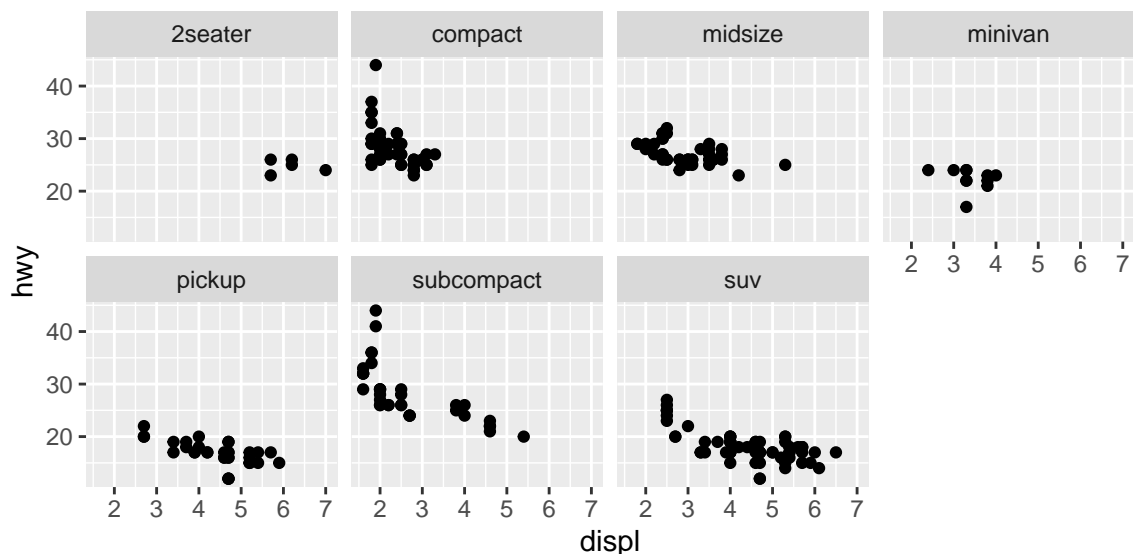 2seater compact midsize minivan
40
30
20
2 3 4 5 6 7
hwy
pickup subcompact suv
40
30
20
2 3 4 5 6 7 2 3 4 5 6 7 2 3 4 5 6 7
displ